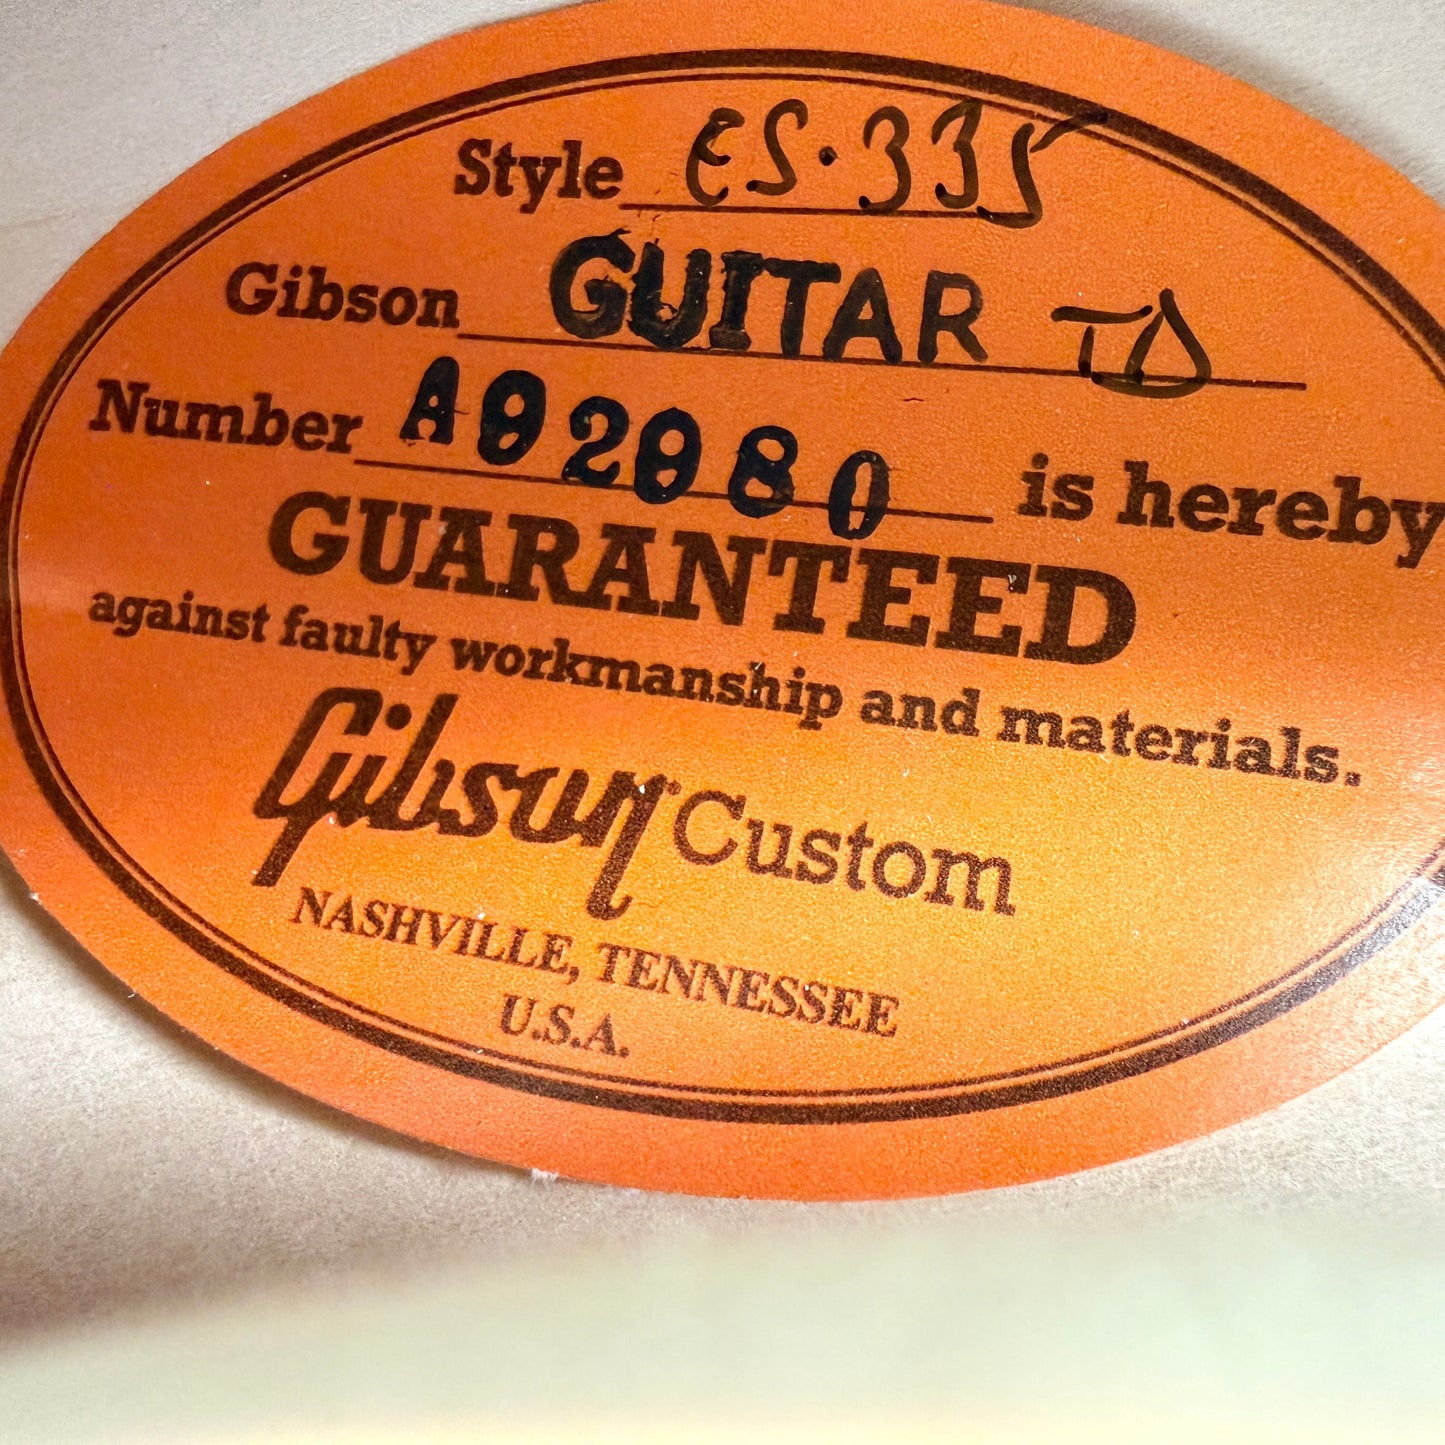 Style ES·335
Gibson GUITAR TD
Number A02080 is hereby
GUARANTEED
against faulty workmanship and materials.
Gibson Custom
NASHVILLE, TENNESSEE
U.S.A.